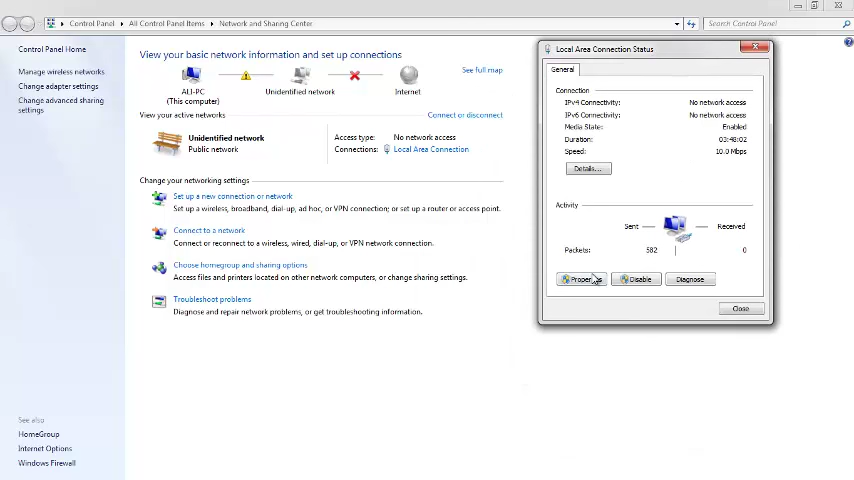 Control Panel
All Control Panel Items
Network and Sharing Center
Search Control Panel
Control Panel Home
Manage wireless networks
Change adapter settings
Change advanced sharing
settings
See also
HomeGroup
Internet Options
Windows Firewall
View your basic network information and set up connections
See full map
ALI-PC
(This computer)
Unidentified network
Internet
View your active networks
Connect or disconnect
Unidentified network
Public network
Access type: No network access
Connections: Local Area Connection
Change your networking settings
Set up a new connection or network
Set up a wireless, broadband, dial-up, ad hoc, or VPN connection; or set up a router or access point.
Connect to a network
Connect or reconnect to a wireless, wired, dial-up, or VPN network connection.
Choose homegroup and sharing options
Access files and printers located on other network computers, or change sharing settings.
Troubleshoot problems
Diagnose and repair network problems, or get troubleshooting information.
Local Area Connection Status
General
Connection
IPv4 Connectivity: No network access
IPv6 Connectivity: No network access
Media State: Enabled
Duration: 03:48:02
Speed: 10.0 Mbps
Details...
Activity
Sent Received
Packets: 582 0
Disable
Diagnose
Close